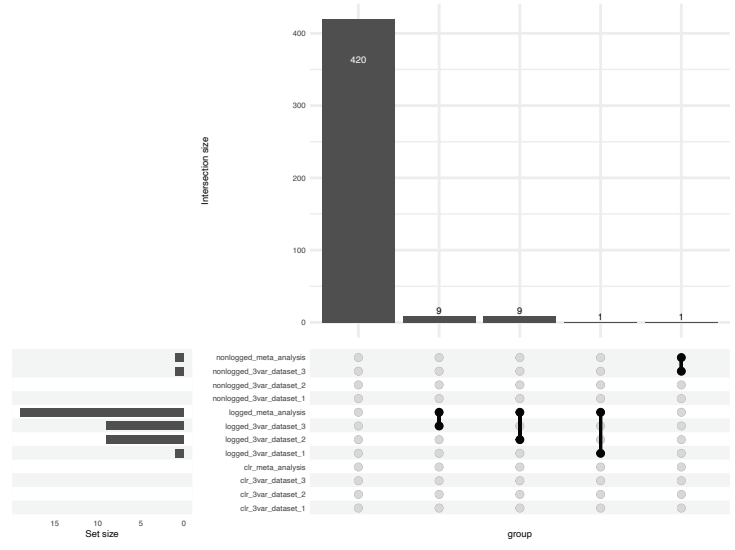 400
420
300
Intersection size
200
100
9
9
1
1
0
nonlogged_meta_analysis
nonlogged_3var_dataset_3
nonlogged_3var_dataset_2
nonlogged_3var_dataset_1
logged_meta_analysis
logged_3var_dataset_3
logged_3var_dataset_2
logged_3var_dataset_1
clr_meta_analysis
clr_3var_dataset_3
clr_3var_dataset_2
clr_3var_dataset_1
15
10
5
0
Set size
group